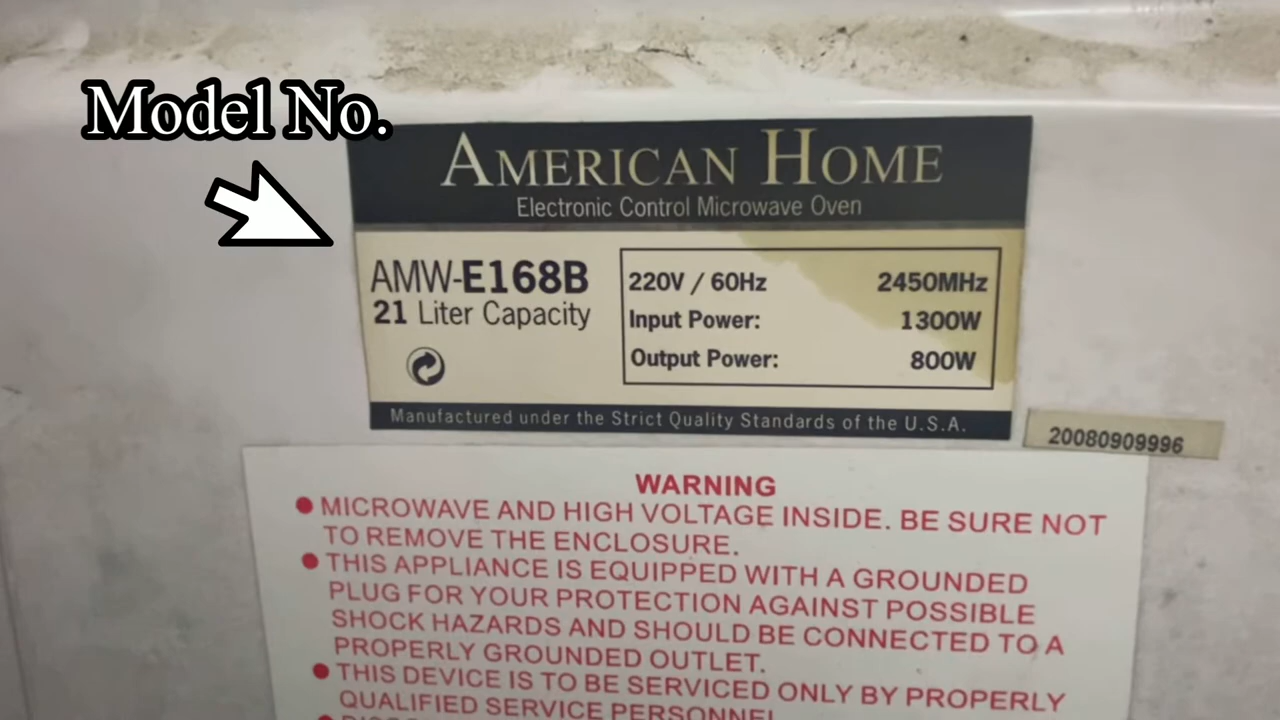 Model No.
AMERICAN HOME
Electronic Control Microwave Oven
AMW-E168B
21 Liter Capacity
220V / 60Hz 2450MHz
Input Power: 1300W
Output Power: 800W
Manufactured under the Strict Quality Standards of the U.S.A.
20080909996
WARNING
● MICROWAVE AND HIGH VOLTAGE INSIDE. BE SURE NOT
TO REMOVE THE ENCLOSURE.
● THIS APPLIANCE IS EQUIPPED WITH A GROUNDED
PLUG FOR YOUR PROTECTION AGAINST POSSIBLE
SHOCK HAZARDS AND SHOULD BE CONNECTED TO A
PROPERLY GROUNDED OUTLET.
● THIS DEVICE IS TO BE SERVICED ONLY BY PROPERLY
QUALIFIED SERVICE PERSONNEL